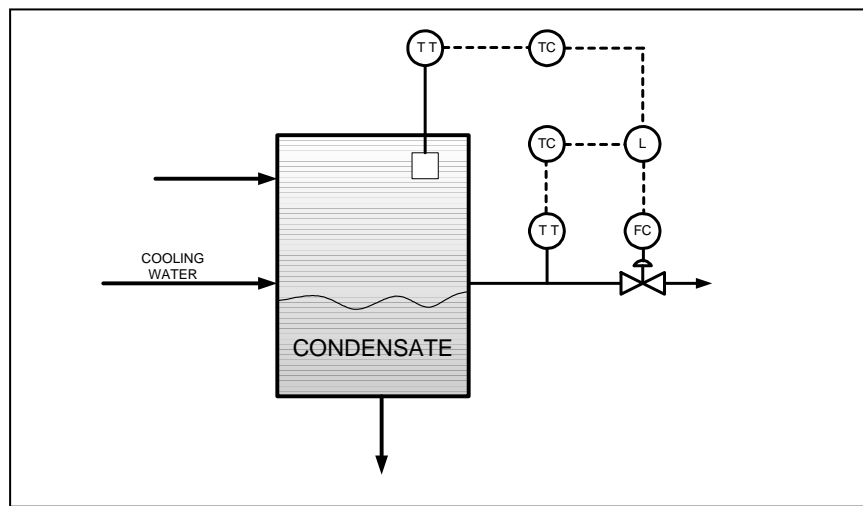 T T
TC
TC
L
T T
FC
COOLING
WATER
CONDENSATE